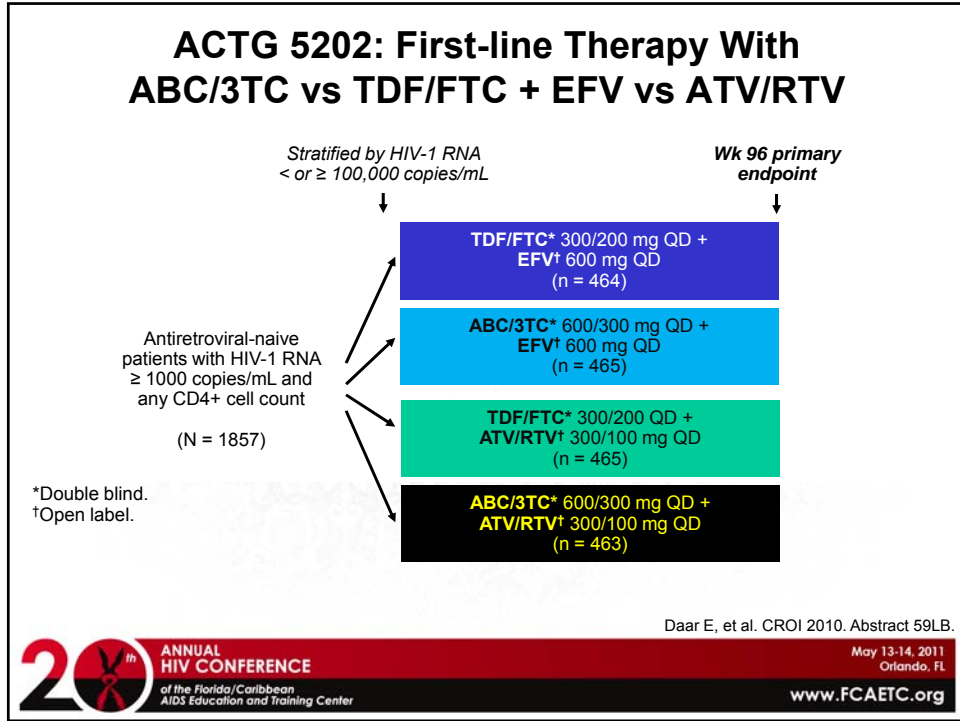 ACTG 5202: First-line Therapy With
ABC/3TC vs TDF/FTC + EFV vs ATV/RTV
Stratified by HIV-1 RNA
< or ≥ 100,000 copies/mL
Wk 96 primary
endpoint
TDF/FTC* 300/200 mg QD +
EFV† 600 mg QD
(n = 464)
ABC/3TC* 600/300 mg QD +
EFV† 600 mg QD
(n = 465)
Antiretroviral-naive
patients with HIV-1 RNA
≥ 1000 copies/mL and
any CD4+ cell count
(N = 1857)
TDF/FTC* 300/200 QD +
ATV/RTV† 300/100 mg QD
(n = 465)
ABC/3TC* 600/300 mg QD +
ATV/RTV† 300/100 mg QD
(n = 463)
*Double blind.
†Open label.
Daar E, et al. CROI 2010. Abstract 59LB.
20th
ANNUAL
HIV CONFERENCE
of the Florida/Caribbean
AIDS Education and Training Center
May 13-14, 2011
Orlando, FL
www.FCAETC.org